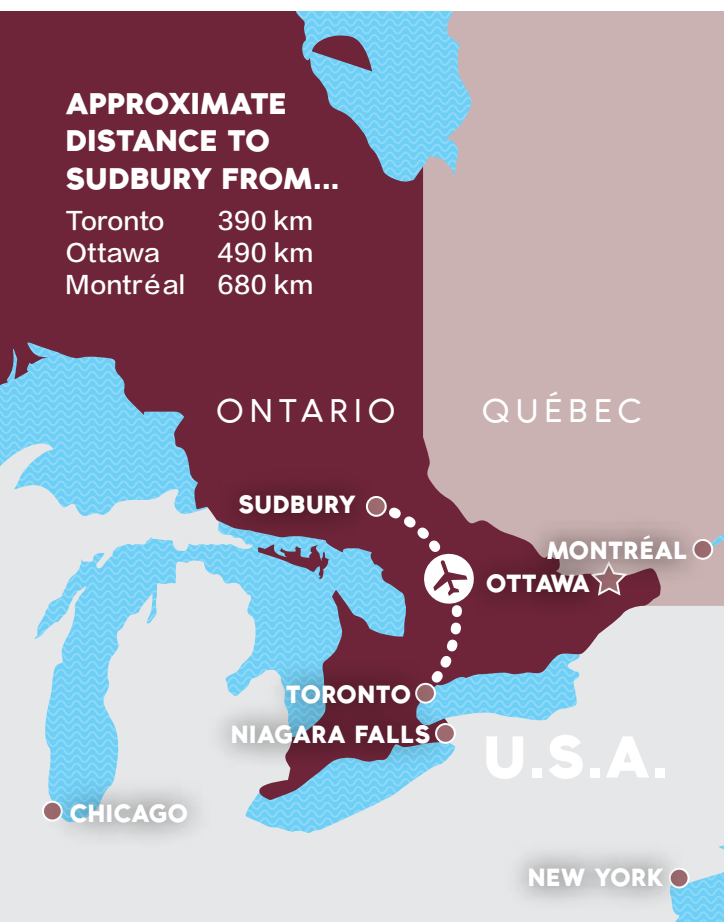 APPROXIMATE
DISTANCE TO
SUDBURY FROM...
Toronto 390 km
Ottawa 490 km
Montréal 680 km
ONTARIO
QUÉBEC
SUDBURY
MONTRÉAL
OTTAWA
TORONTO
NIAGARA FALLS
U.S.A.
CHICAGO
NEW YORK